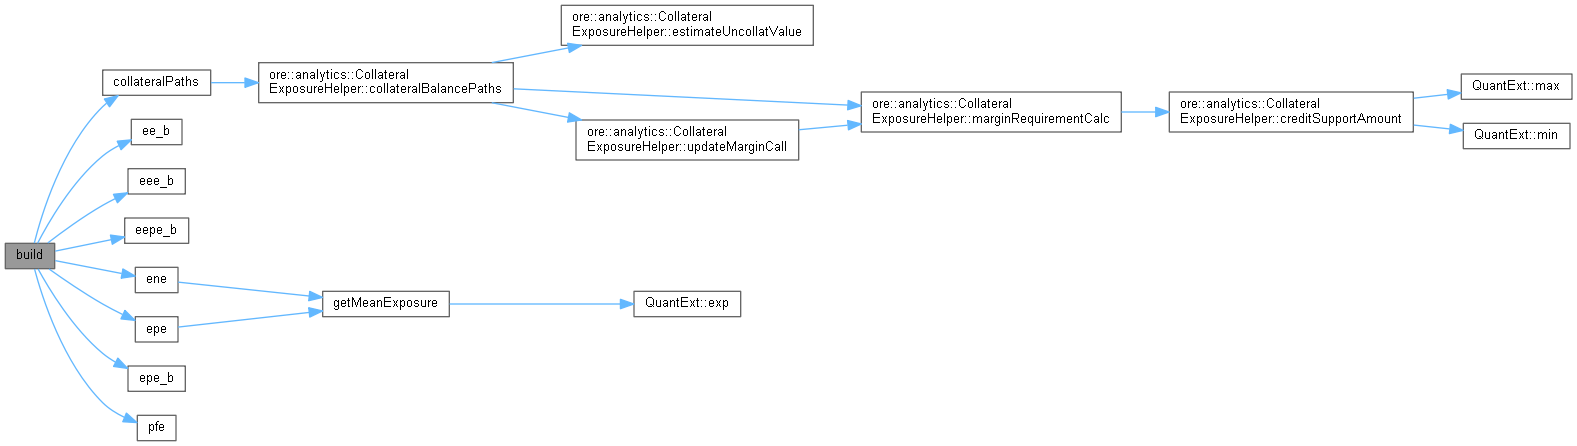 build
collateralPaths
ee_b
eee_b
eepe_b
ene
epe
epe_b
pfe
ore::analytics::Collateral
ExposureHelper::collateralBalancePaths
getMeanExposure
ore::analytics::Collateral
ExposureHelper::estimateUncollatValue
ore::analytics::Collateral
ExposureHelper::updateMarginCall
QuantExt::exp
ore::analytics::Collateral
ExposureHelper::marginRequirementCalc
ore::analytics::Collateral
ExposureHelper::creditSupportAmount
QuantExt::max
QuantExt::min